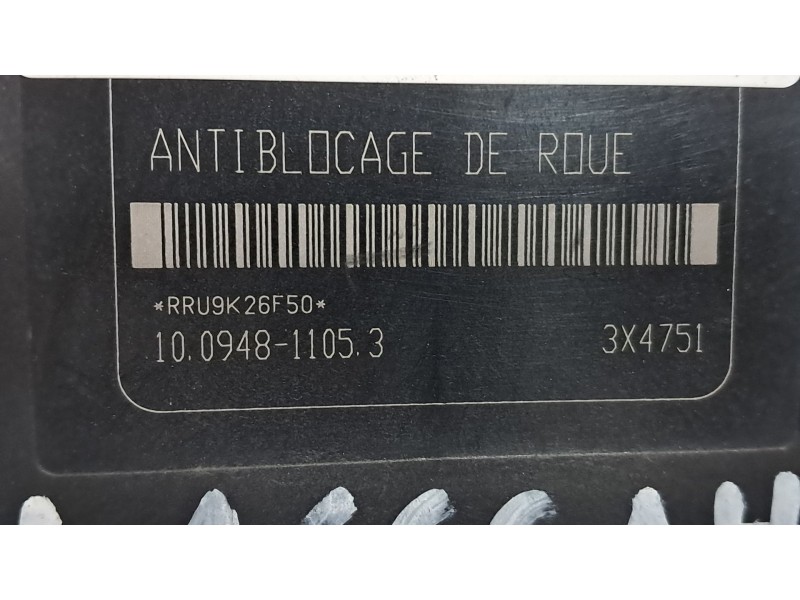 ANTIBLOCAGE DE ROUE
*RRU9K26F50*
10.0948-1105.3 3X4751